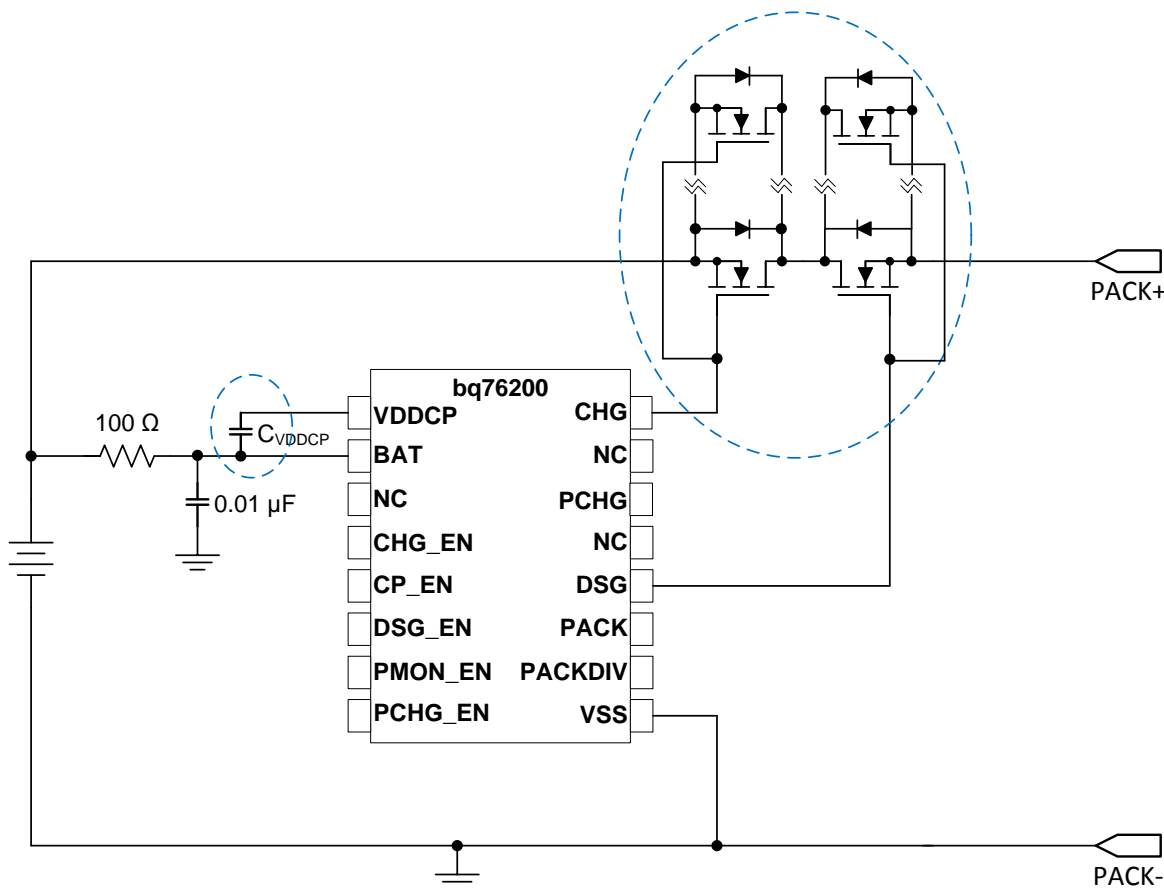 PACK+
bq76200
VDDCP
CHG
100 Ω
CVDDCP
BAT
NC
NC
PCHG
0.01 µF
CHG_EN
NC
CP_EN
DSG
DSG_EN
PACK
PMON_EN
PACKDIV
PCHG_EN
VSS
PACK-